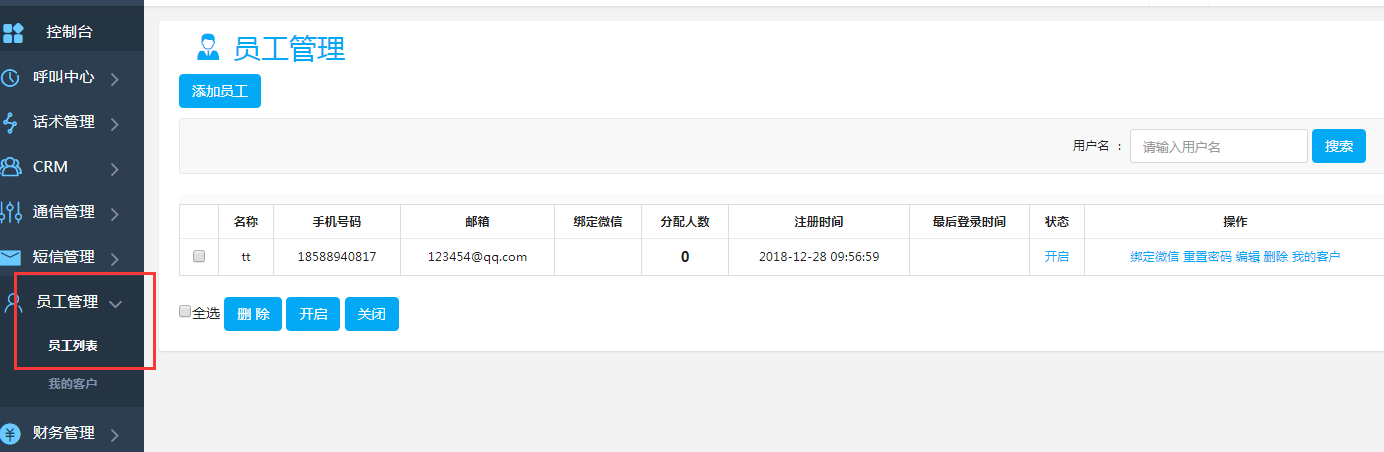 控制台
呼叫中心
话术管理
CRM
通信管理
短信管理
员工管理
员工列表
我的客户
财务管理
员工管理
添加员工
用户名 : 请输入用户名 搜索
名称 手机号码 邮箱 绑定微信 分配人数 注册时间 最后登录时间 状态 操作
tt 18588940817 123454@qq.com 0 2018-12-28 09:56:59 开启 绑定微信 重置密码 编辑 删除 我的客户
全选 删 除 开启 关闭